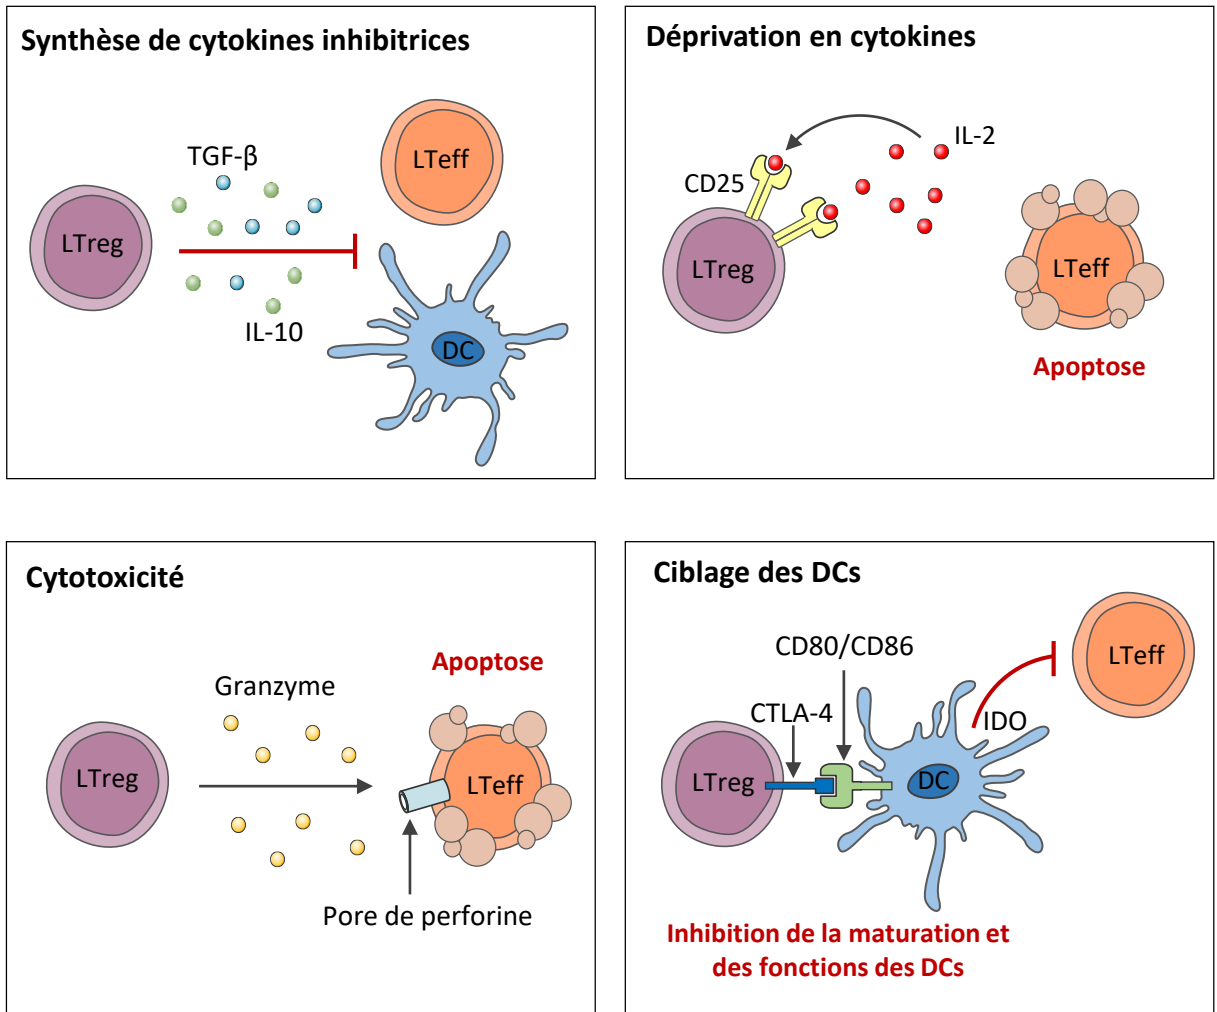 Synthèse de cytokines inhibitrices
TGF-β
LTeff
LTreg
IL-10
DC
Déprivation en cytokines
IL-2
CD25
LTreg
LTeff
Apoptose
Cytotoxicité
Apoptose
Granzyme
LTreg
LTeff
Pore de perforine
Ciblage des DCs
CD80/CD86
LTeff
CTLA-4
IDO
LTreg
DC
Inhibition de la maturation et
des fonctions des DCs